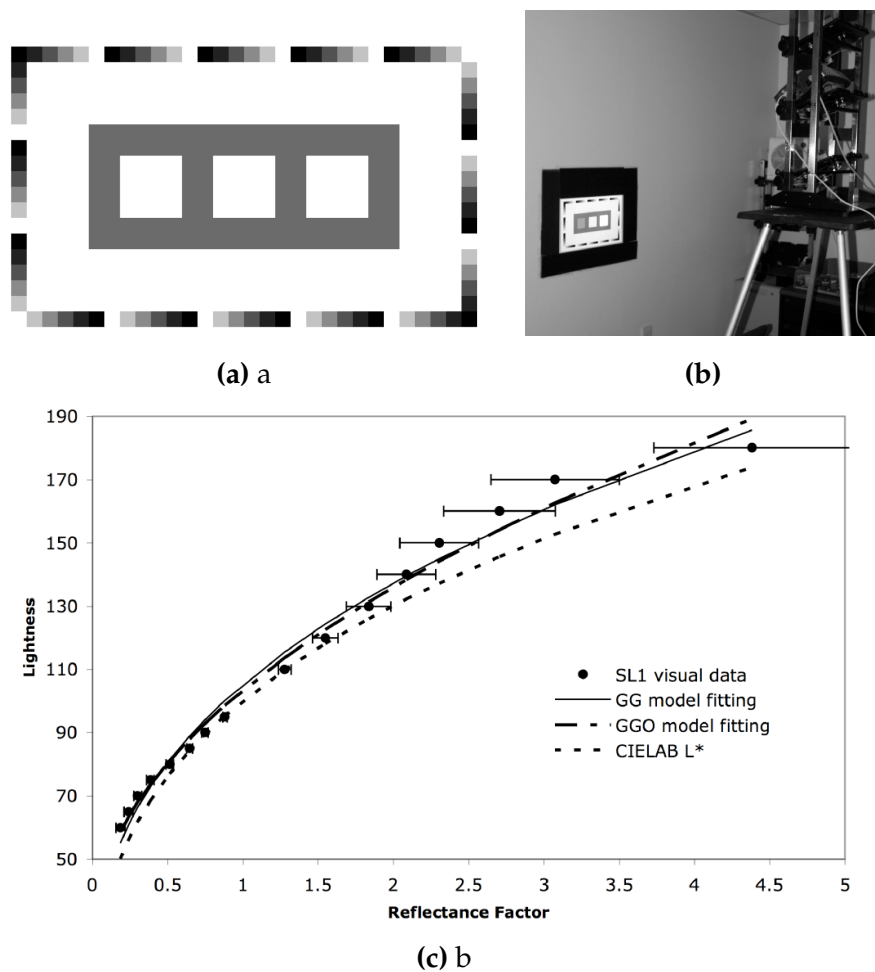 (a) a
(b)
190
170
150
130
110
90
70
50
Lightness
SL1 visual data
GG model fitting
GGO model fitting
CIELAB L*
0
0.5
1
1.5
2
2.5
3
3.5
4
4.5
5
Reflectance Factor
(c) b